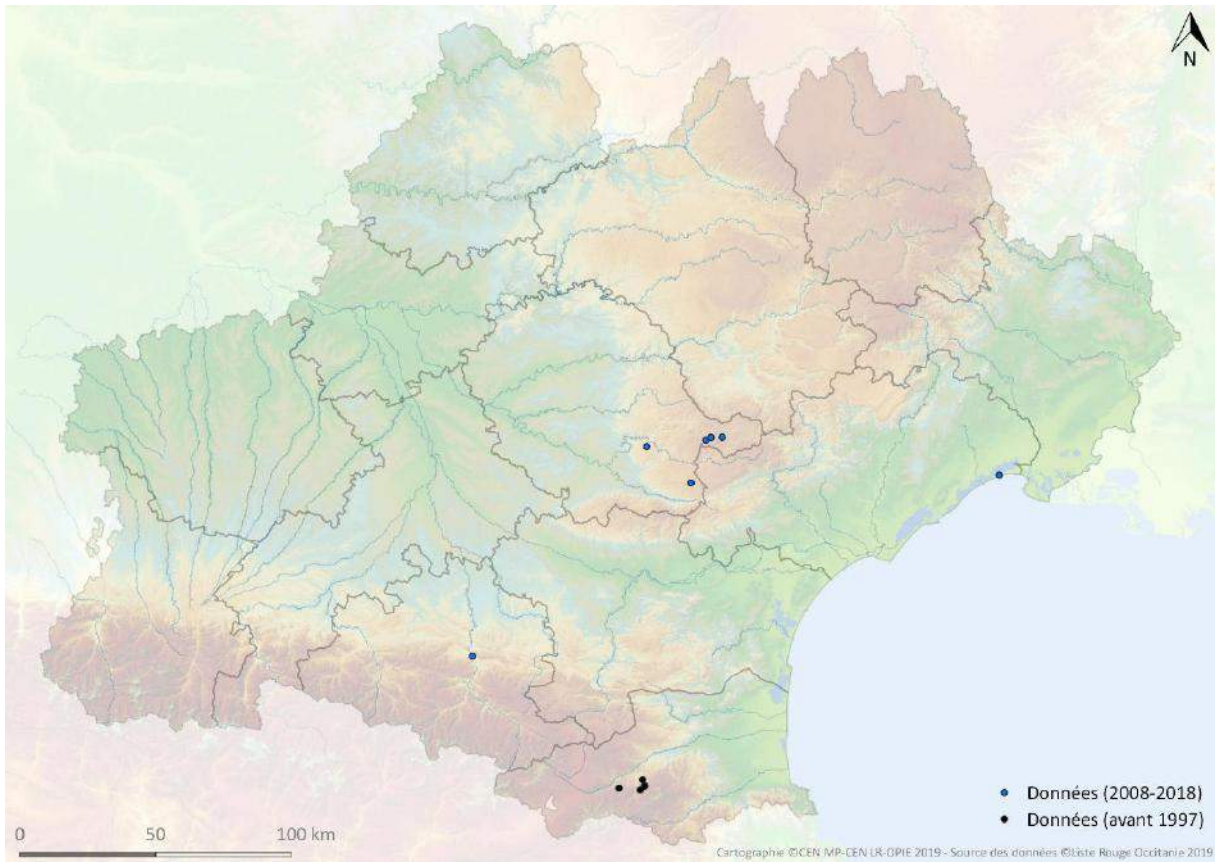 N
Données (2008-2018)
Données (avant 1997)
0 50 100 km
Cartographie ©CEN MP-CEN LR-OPIE 2019 - Source des données ©Liste Rouge Occitanie 2019